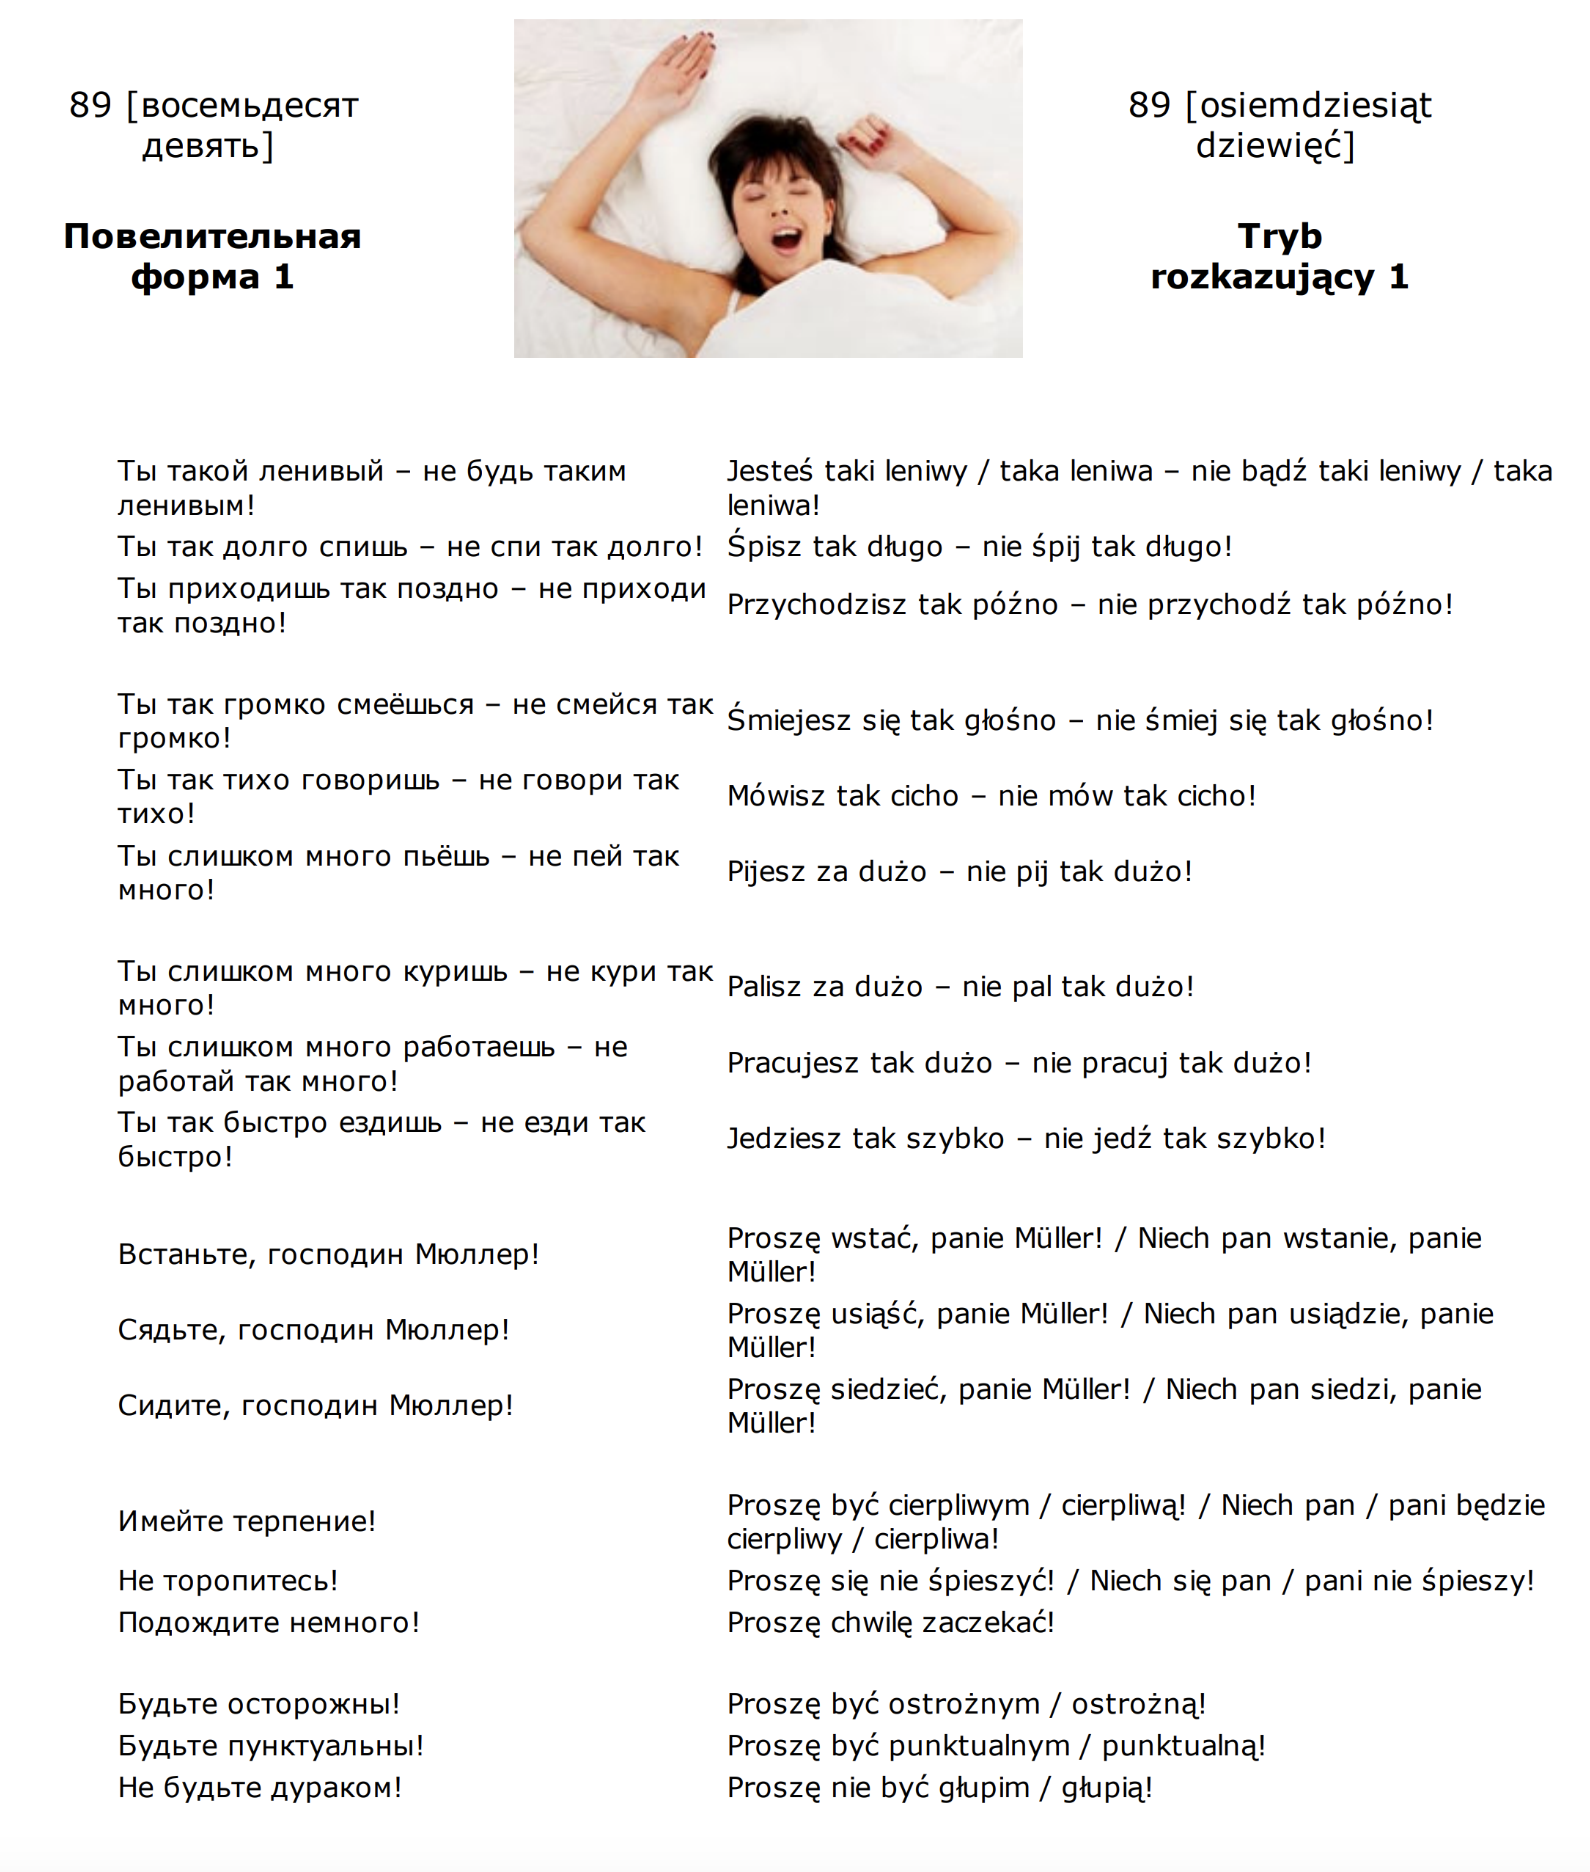 89 [восемьдесят
девять]
Повелительная
форма 1
89 [osiemdziesiąt
dziewięć]
Tryb
rozkazujący 1
Ты такой ленивый – не будь таким
ленивым!
Jesteś taki leniwy / taka leniwa – nie bądź taki leniwy / taka
leniwa!
Ты так долго спишь – не спи так долго!
Śpisz tak długo – nie śpij tak długo!
Ты приходишь так поздно – не приходи
так поздно!
Przychodzisz tak późno – nie przychodź tak późno!
Ты так громко смеёшься – не смейся так
громко!
Śmiejesz się tak głośno – nie śmiej się tak głośno!
Ты так тихо говоришь – не говори так
тихо!
Mówisz tak cicho – nie mów tak cicho!
Ты слишком много пьёшь – не пей так
много!
Pijesz za dużo – nie pij tak dużo!
Ты слишком много куришь – не кури так
много!
Palisz za dużo – nie pal tak dużo!
Ты слишком много работаешь – не
работай так много!
Pracujesz tak dużo – nie pracuj tak dużo!
Ты так быстро ездишь – не езди так
быстро!
Jedziesz tak szybko – nie jedź tak szybko!
Встаньте, господин Мюллер!
Proszę wstać, panie Müller! / Niech pan wstanie, panie
Müller!
Сядьте, господин Мюллер!
Proszę usiąść, panie Müller! / Niech pan usiądzie, panie
Müller!
Сидите, господин Мюллер!
Proszę siedzieć, panie Müller! / Niech pan siedzi, panie
Müller!
Имейте терпение!
Proszę być cierpliwym / cierpliwą! / Niech pan / pani będzie
cierpliwy / cierpliwa!
Не торопитесь!
Proszę się nie śpieszyć! / Niech się pan / pani nie śpieszy!
Подождите немного!
Proszę chwilę zaczekać!
Будьте осторожны!
Proszę być ostrożnym / ostrożną!
Будьте пунктуальны!
Proszę być punktualnym / punktualną!
Не будьте дураком!
Proszę nie być głupim / głupią!